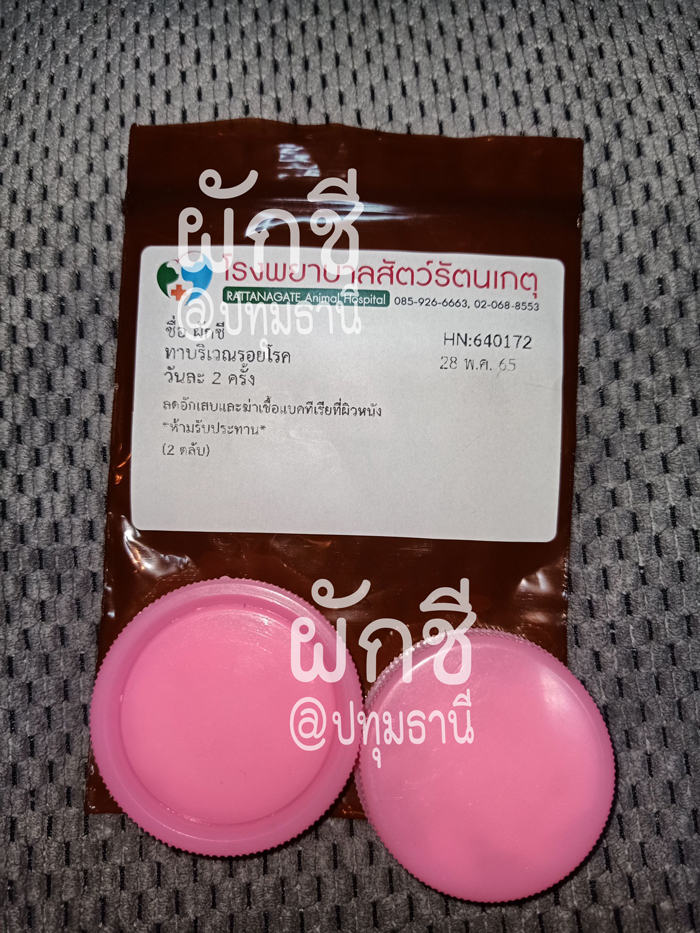 ผักชี
@ปทุมธานี
โรงพยาบาลสัตว์รัตนเกตุ
RATTANAGATE Animal Hospital 085-926-6663, 02-068-8553
ชื่อ ผักชี HN:640172
ทาบริเวณรอยโรค 28 พ.ค. 65
วันละ 2 ครั้ง
ลดอักเสบและฆ่าเชื้อแบคทีเรียที่ผิวหนัง
*ห้ามรับประทาน*
(2 ตลับ)
ผักชี
@ปทุมธานี